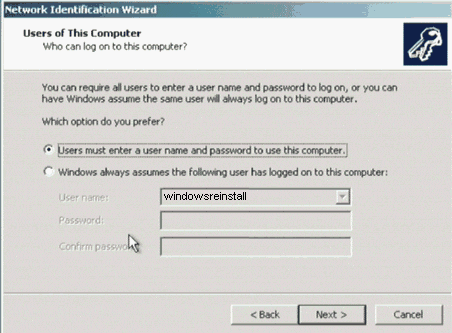 Network Identification Wizard
Users of This Computer
Who can log on to this computer?
You can require all users to enter a user name and password to log on, or you can
have Windows assume the same user will always log on to this computer.
Which option do you prefer?
Users must enter a user name and password to use this computer.
Windows always assumes the following user has logged on to this computer:
User name:
windowsreinstall
Password:
Confirm password:
< Back
Next >
Cancel